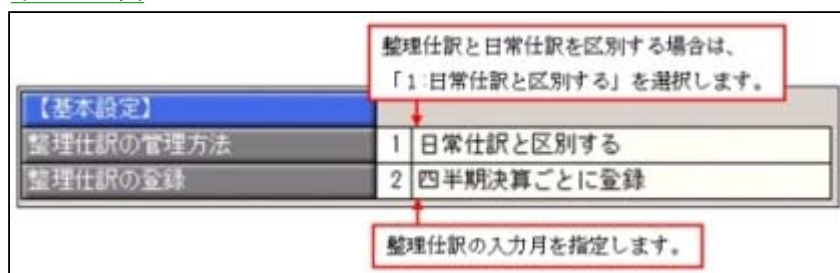 整理仕訳と日常仕訳を区別する場合は、
「1:日常仕訳と区別する」を選択します。
【基本設定】
整理仕訳の管理方法 1 日常仕訳と区別する
整理仕訳の登録 2 四半期決算ごとに登録
整理仕訳の入力月を指定します。